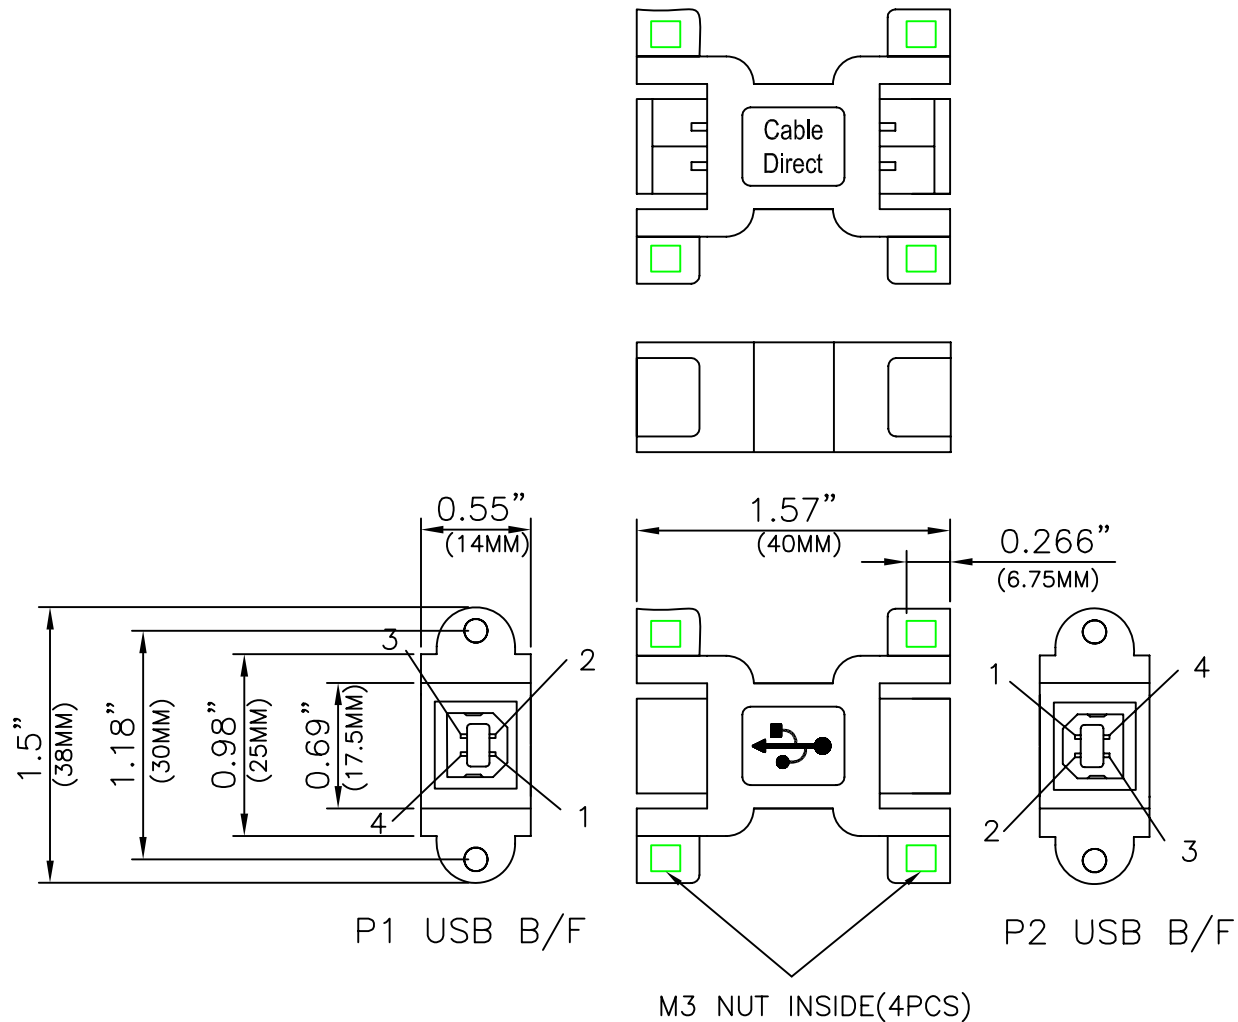 Cable
Direct
0.55”
(14MM)
1.57”
(40MM)
0.266”
(6.75MM)
1.5”
(38MM)
1.18”
(30MM)
0.98”
(25MM)
0.69”
(17.5MM)
3
2
4
1
1
4
2
3
P1 USB B/F
P2 USB B/F
M3 NUT INSIDE(4PCS)